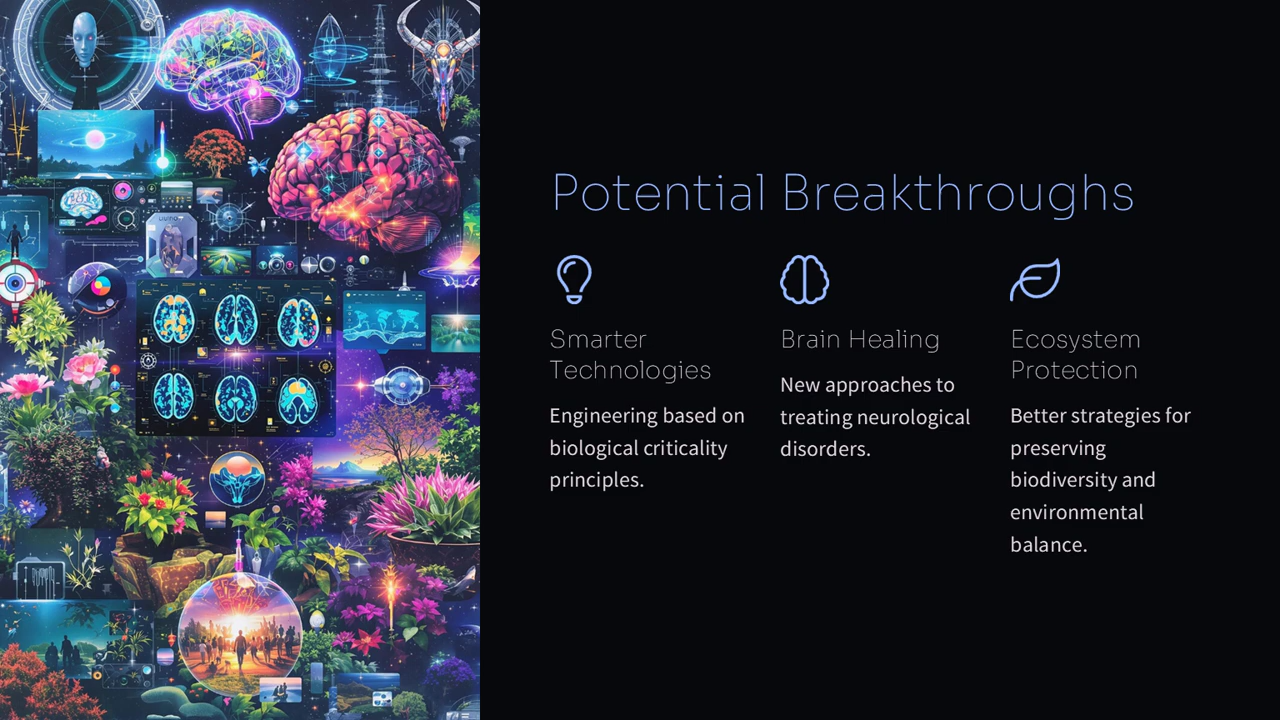 Potential Breakthroughs
Smarter
Technologies
Engineering based on
biological criticality
principles.
Brain Healing
New approaches to
treating neurological
disorders.
Ecosystem
Protection
Better strategies for
preserving
biodiversity and
environmental
balance.